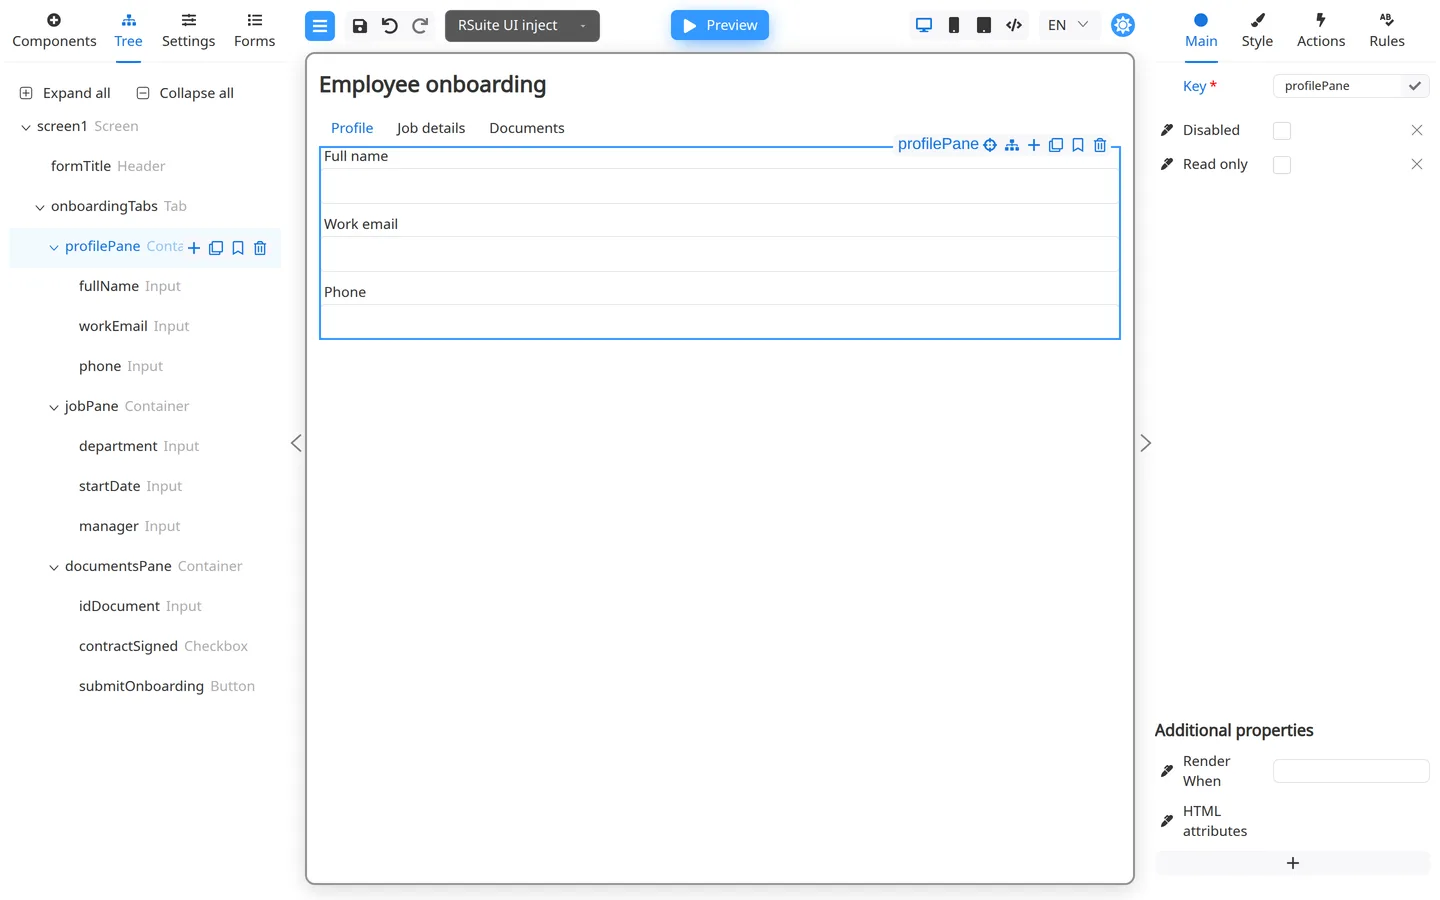 Components
Tree
Settings
Forms
RSuite UI inject
Preview
EN
Main
Style
Actions
Rules
Expand all
Collapse all
screen1 Screen
formTitle Header
onboardingTabs Tab
profilePane Conta
fullName Input
workEmail Input
phone Input
jobPane Container
department Input
startDate Input
manager Input
documentsPane Container
idDocument Input
contractSigned Checkbox
submitOnboarding Button
Employee onboarding
Profile
Job details
Documents
profilePane
Full name
Work email
Phone
Key *
profilePane
Disabled
Read only
Additional properties
Render
When
HTML
attributes